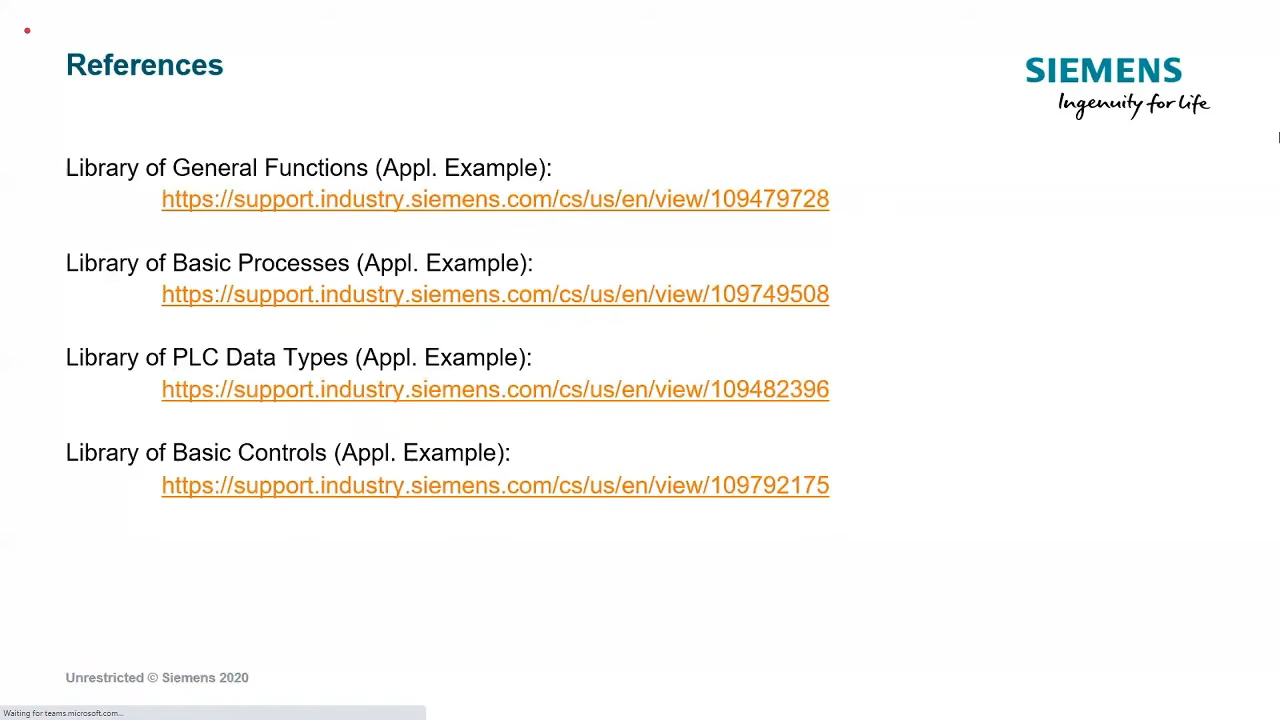 References
SIEMENS
Ingenuity for life
Library of General Functions (Appl. Example):
https://support.industry.siemens.com/cs/us/en/view/109479728
Library of Basic Processes (Appl. Example):
https://support.industry.siemens.com/cs/us/en/view/109749508
Library of PLC Data Types (Appl. Example):
https://support.industry.siemens.com/cs/us/en/view/109482396
Library of Basic Controls (Appl. Example):
https://support.industry.siemens.com/cs/us/en/view/109792175
Unrestricted © Siemens 2020
Waiting for teams.microsoft.com...